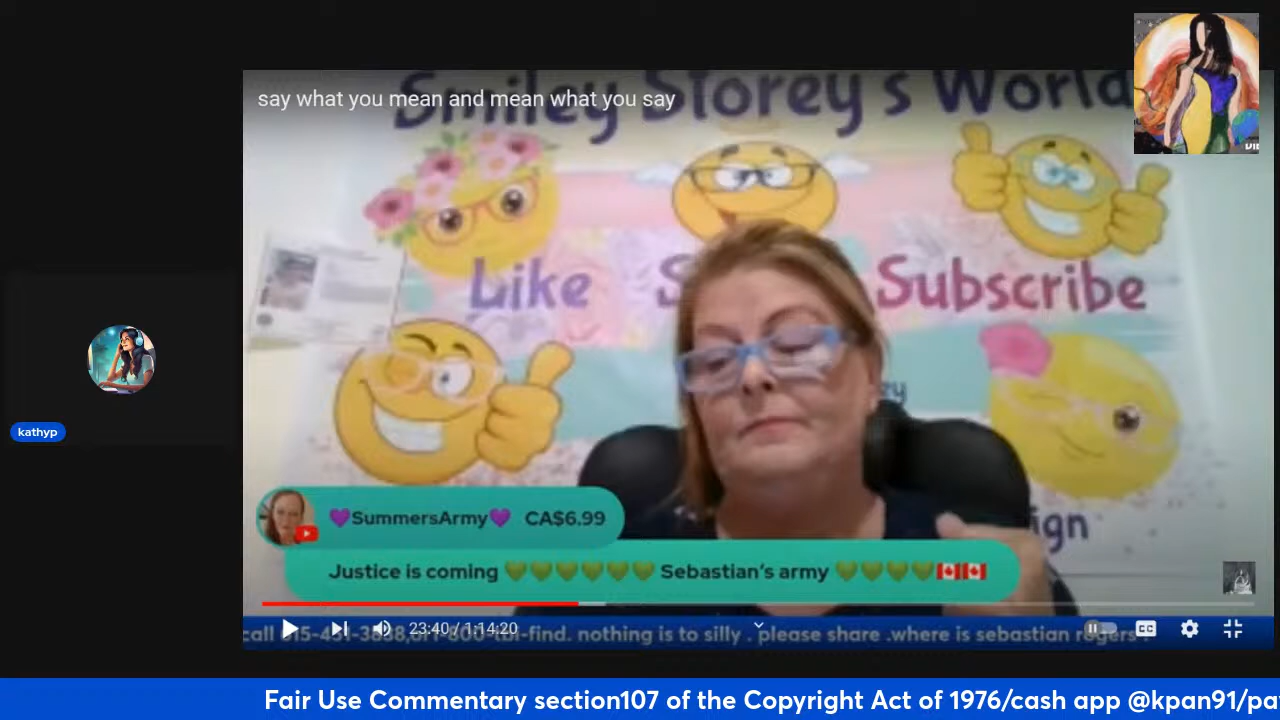 Smiley Storey's World
say what you mean and mean what you say
Like
Subscribe
kathyp
💜SummersArmy💜 CA$6.99
Justice is coming 💚💚💚💚💚💚 Sebastian's army 💚💚💚💚🇨🇦🇨🇦
23:40 / 1:14:20
CC
call nothing is to silly . please share .where is sebastian rogers
Fair Use Commentary section107 of the Copyright Act of 1976/cash app @kpan91/pa